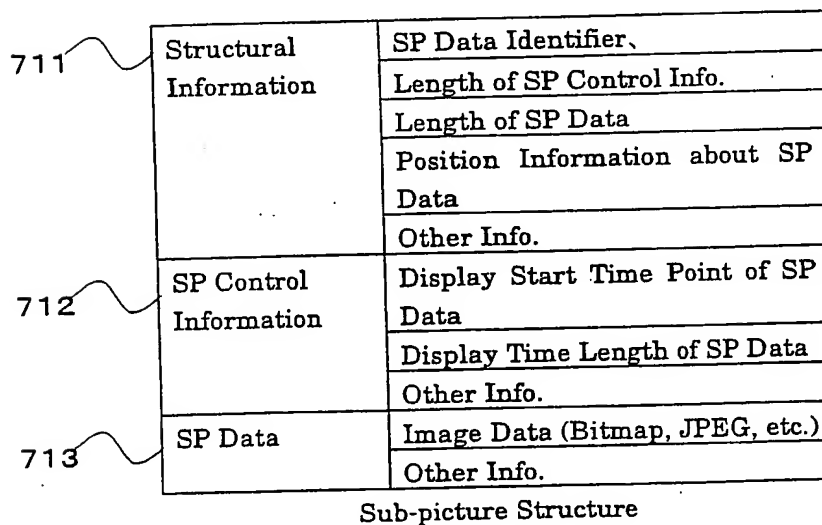 711
Structural
Information
SP Data Identifier、
Length of SP Control Info.
Length of SP Data
Position Information about SP
Data
Other Info.
712
SP Control
Information
Display Start Time Point of SP
Data
Display Time Length of SP Data
Other Info.
713
SP Data
Image Data (Bitmap, JPEG, etc.)
Other Info.
Sub-picture Structure